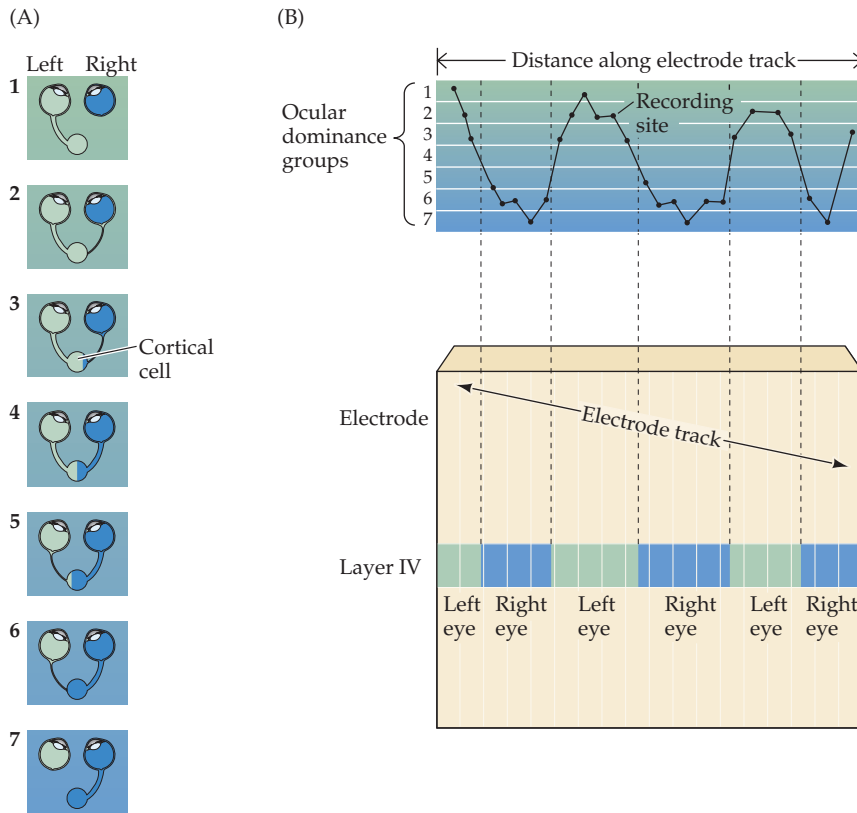 (A)
Left Right
1
2
3
Cortical
cell
4
5
6
7
(B)
Distance along electrode track
Ocular
dominance
groups
1
2
3
4
5
6
7
Recording
site
Electrode
Electrode track
Layer IV
Left
eye
Right
eye
Left
eye
Right
eye
Left
eye
Right
eye